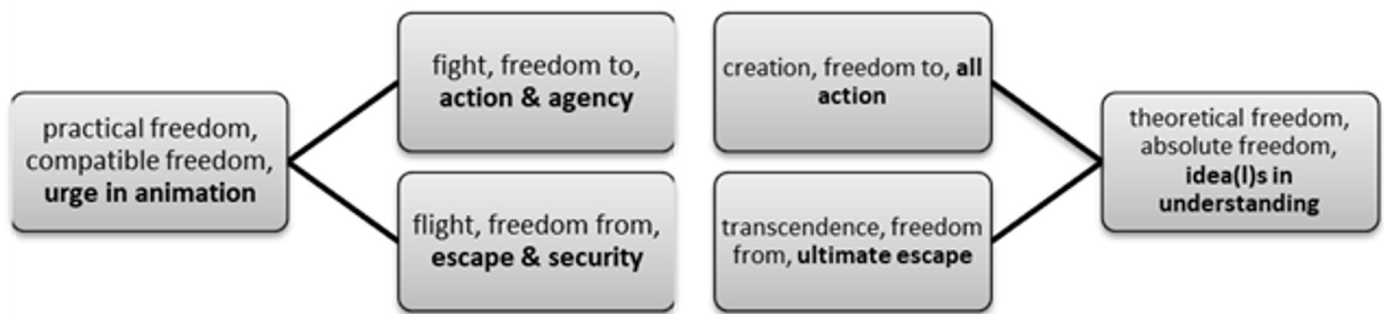 practical freedom,
compatible freedom,
urge in animation
fight, freedom to,
action & agency
flight, freedom from,
escape & security
creation, freedom to, all
action
transcendence, freedom
from, ultimate escape
theoretical freedom,
absolute freedom,
idea(l)s in
understanding